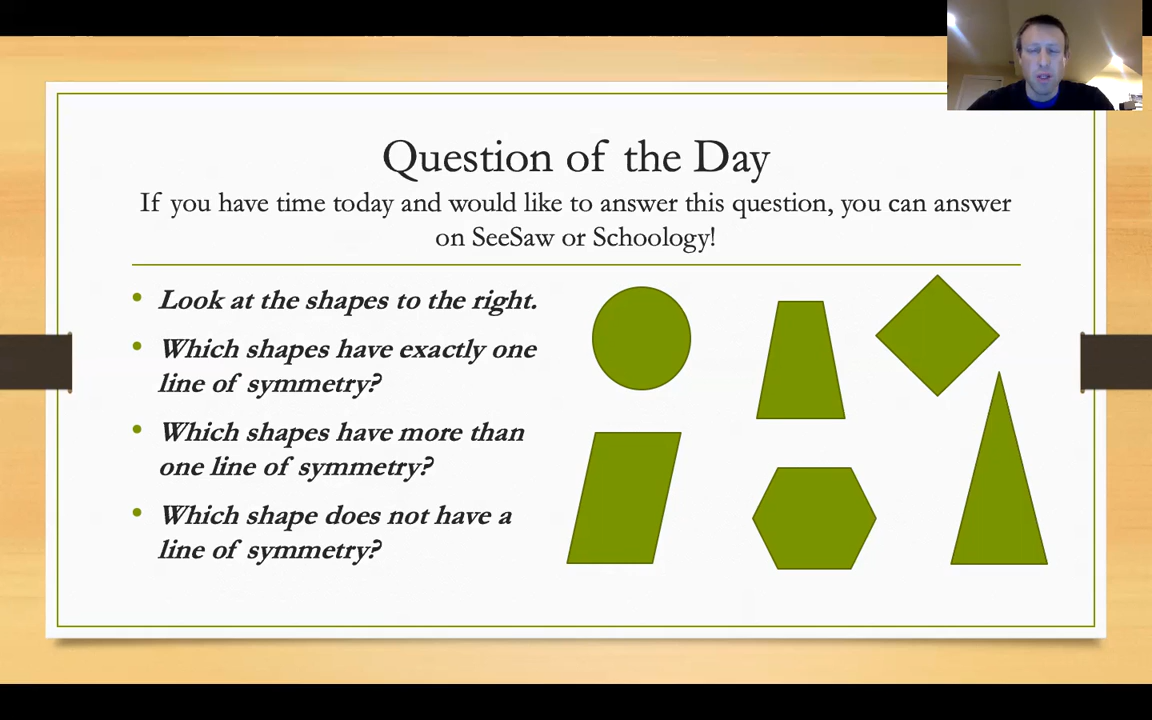 Question of the Day
If you have time today and would like to answer this question, you can answer
on SeeSaw or Schoology!
• Look at the shapes to the right.
• Which shapes have exactly one
line of symmetry?
• Which shapes have more than
one line of symmetry?
• Which shape does not have a
line of symmetry?